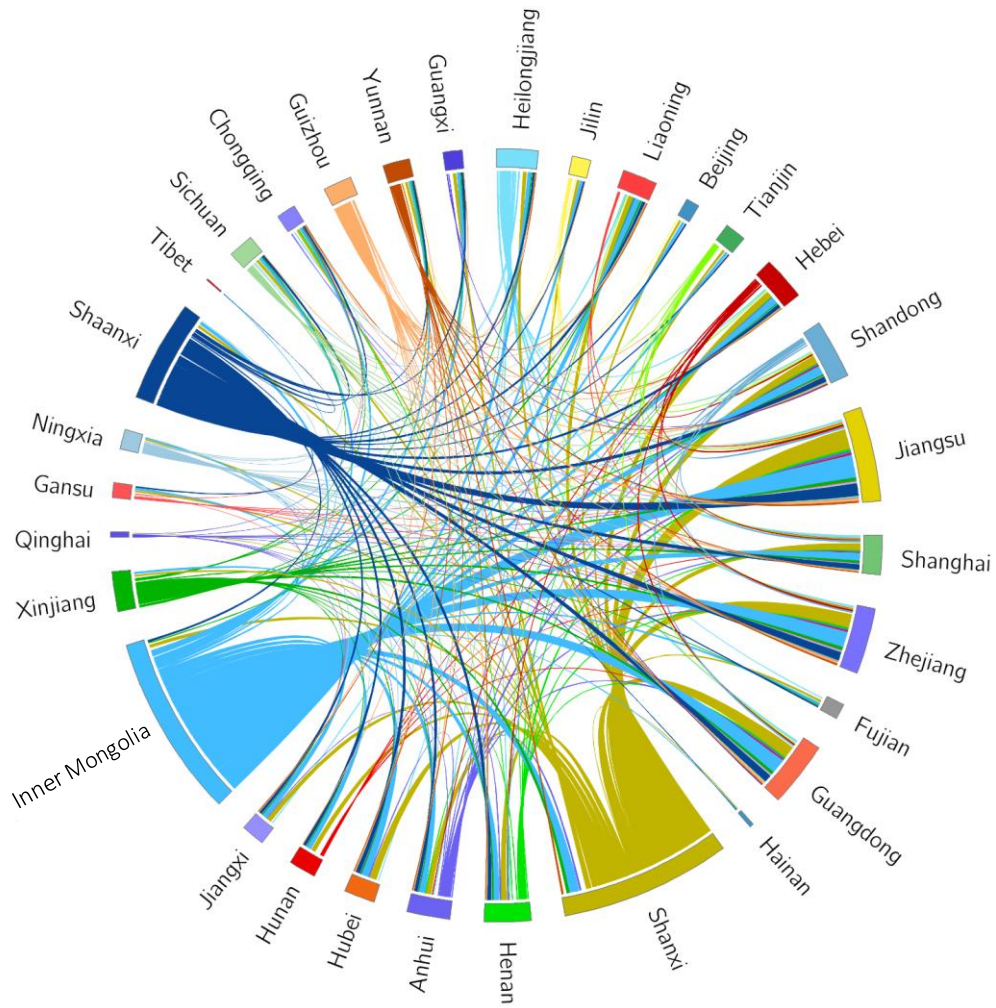 Heilongjiang
Jilin
Liaoning
Beijing
Tianjin
Hebei
Shandong
Jiangsu
Shanghai
Zhejiang
Fujian
Guangdong
Hainan
Shanxi
Henan
Anhui
Hubei
Hunan
Jiangxi
Inner Mongolia
Xinjiang
Qinghai
Gansu
Ningxia
Shaanxi
Tibet
Sichuan
Chongqing
Guizhou
Yunnan
Guangxi